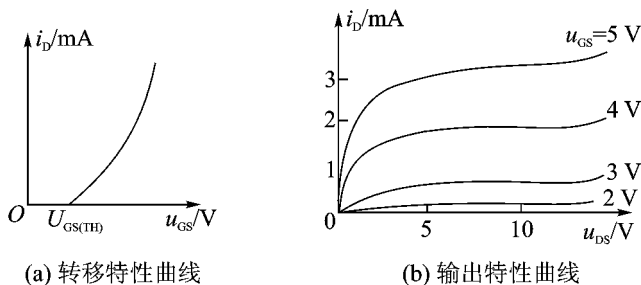 i_D/mA
O
U_GS(TH)
u_GS/V
(a) 转移特性曲线
i_D/mA
u_GS=5 V
3
4 V
2
1
3 V
2 V
0
5
10
u_DS/V
(b) 输出特性曲线